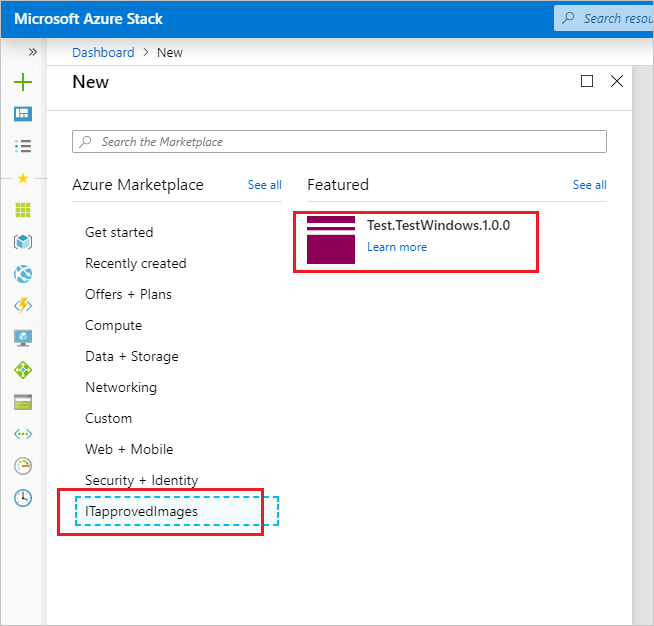 Microsoft Azure Stack
Search resou
» Dashboard > New
New
Search the Marketplace
Azure Marketplace See all
Featured See all
Get started
Recently created
Offers + Plans
Compute
Data + Storage
Networking
Custom
Web + Mobile
Security + Identity
ITapprovedImages
Test.TestWindows.1.0.0
Learn more